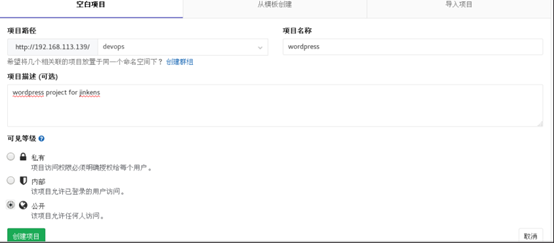 空白项目 从模板创建 导入项目
项目路径 项目名称
http://192.168.113.139/ devops wordpress
希望将几个相关联的项目放置于同一个命名空间下？ 创建群组
项目描述 (可选)
wordpress project for jinkens
可见等级
私有
项目访问权限必须明确授权给每个用户。
内部
该项目允许已登录的用户访问。
公开
该项目允许任何人访问。
创建项目 取消